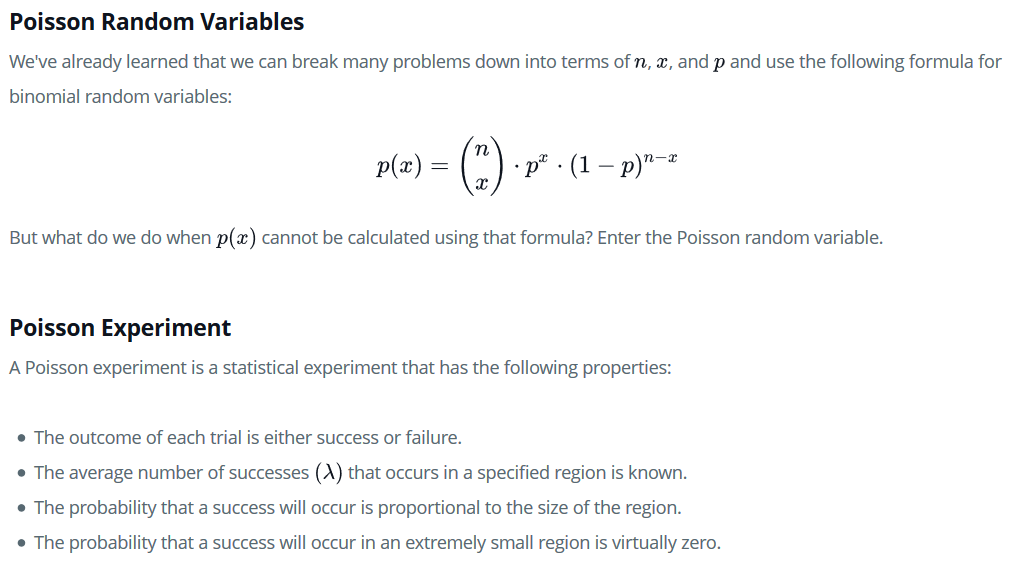 Poisson Random Variables
We've already learned that we can break many problems down into terms of n, x, and p and use the following formula for
binomial random variables:
p(x) = (n x) · p^x · (1 − p)^{n−x}
But what do we do when p(x) cannot be calculated using that formula? Enter the Poisson random variable.
Poisson Experiment
A Poisson experiment is a statistical experiment that has the following properties:
• The outcome of each trial is either success or failure.
• The average number of successes (λ) that occurs in a specified region is known.
• The probability that a success will occur is proportional to the size of the region.
• The probability that a success will occur in an extremely small region is virtually zero.